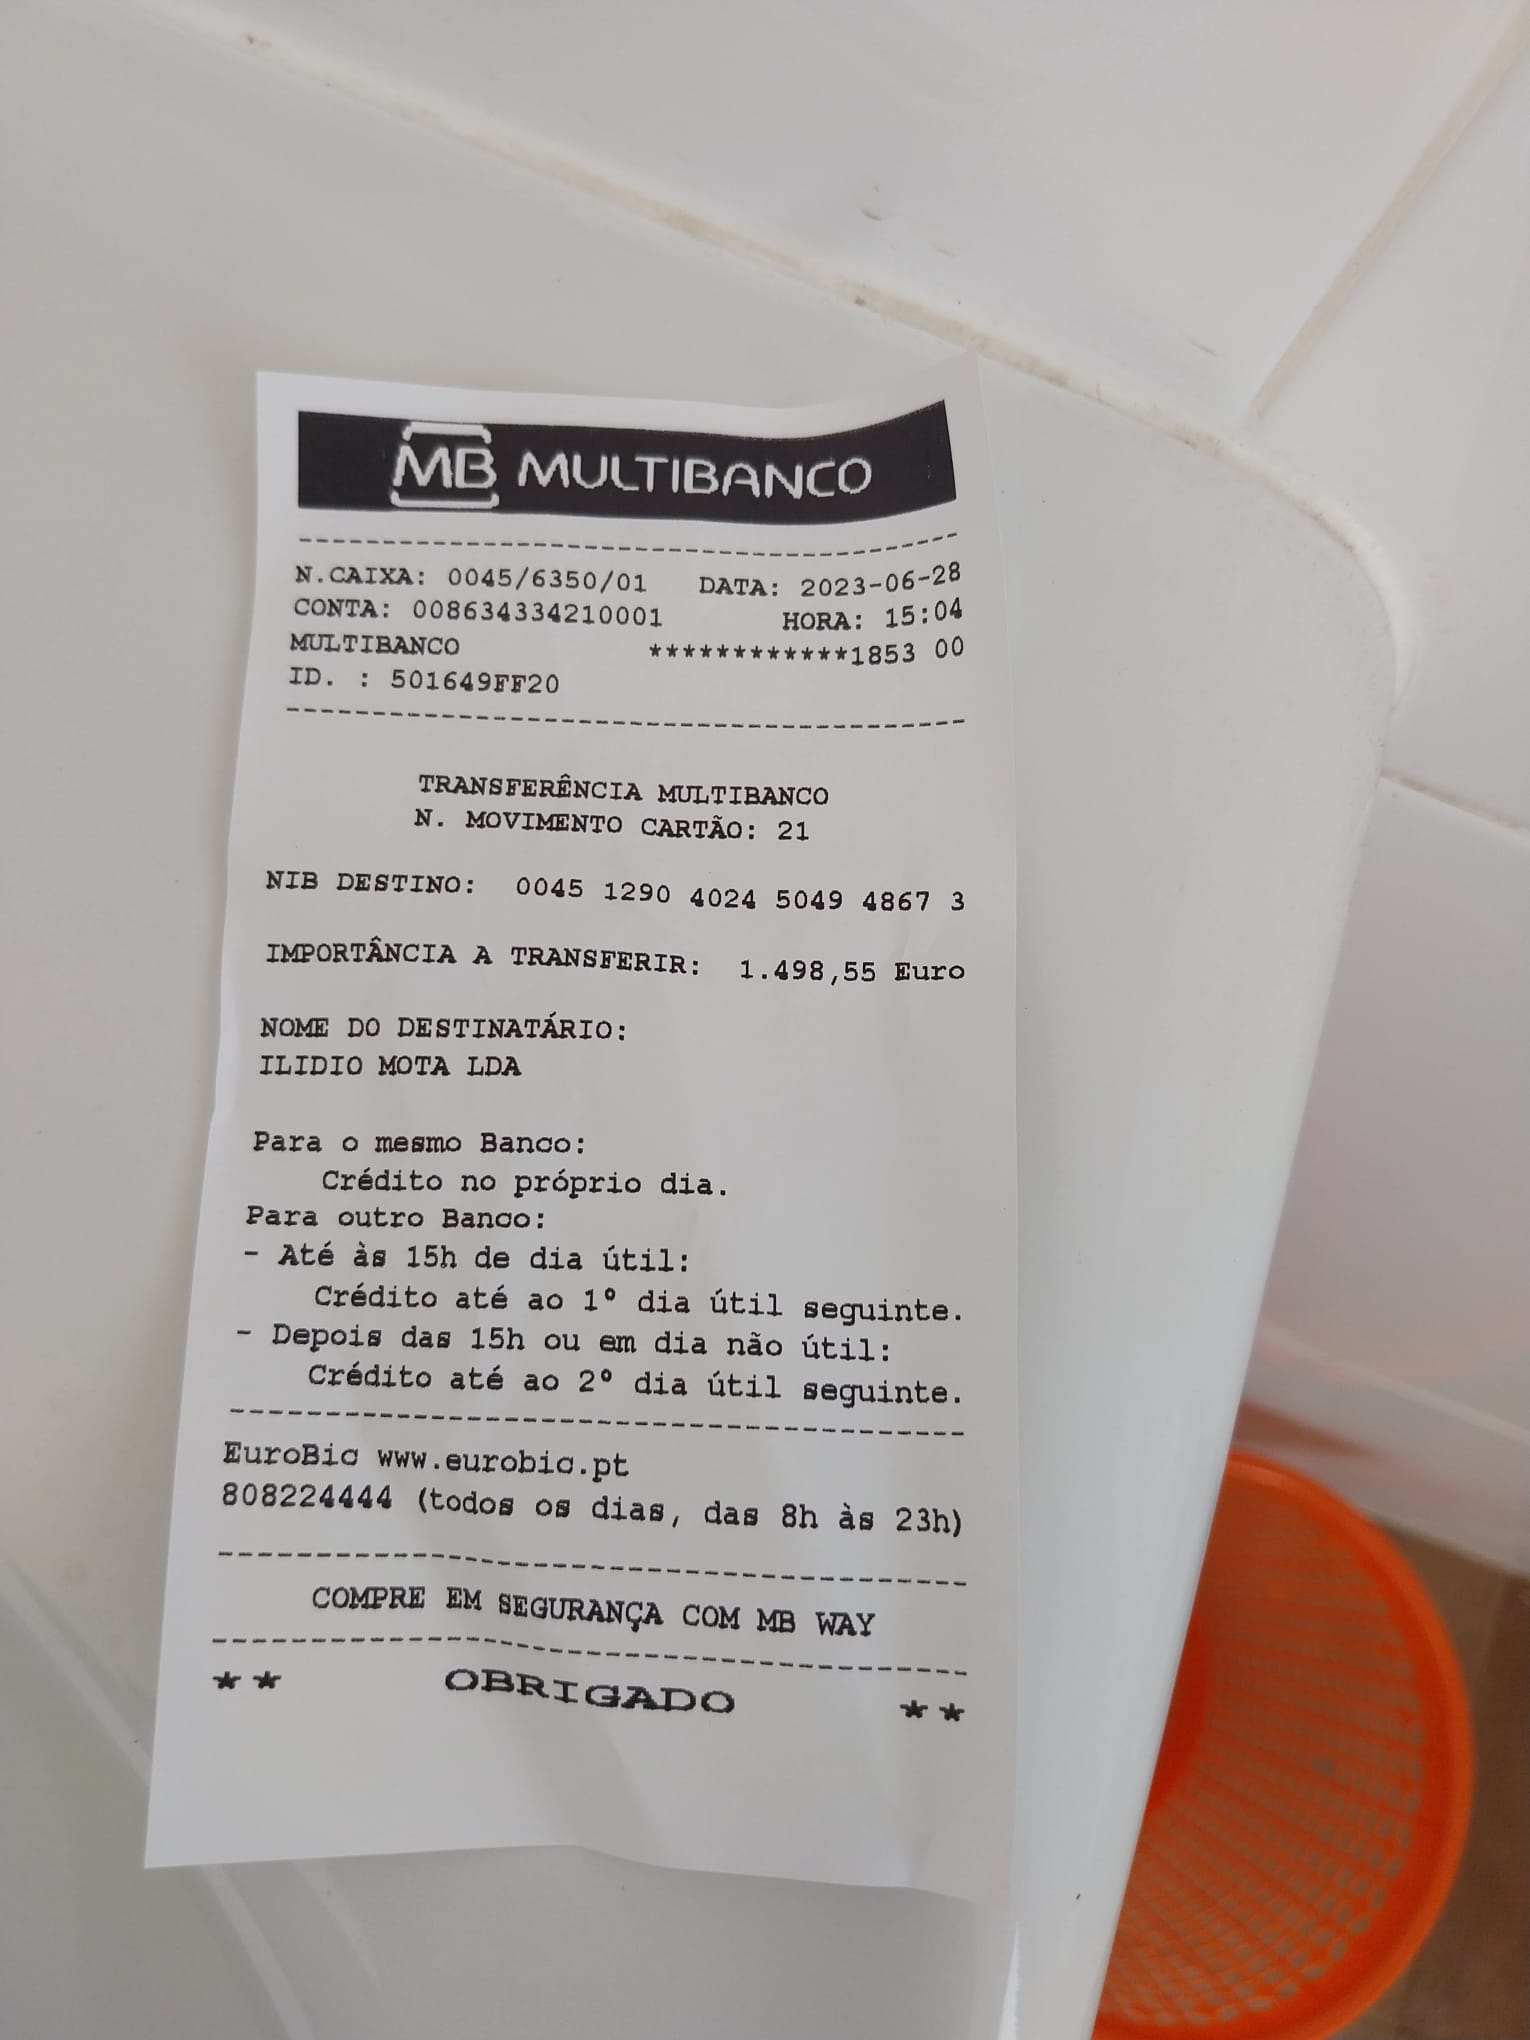 MB MULTIBANCO
N.CAIXA: 0045/6350/01 DATA: 2023-06-28
CONTA: 008634334210001 HORA: 15:04
MULTIBANCO ************1853 00
ID. : 501649FF20
TRANSFERÊNCIA MULTIBANCO
N. MOVIMENTO CARTÃO: 21
NIB DESTINO: 0045 1290 4024 5049 4867 3
IMPORTÂNCIA A TRANSFERIR: 1.498,55 Euro
NOME DO DESTINATÁRIO:
ILIDIO MOTA LDA
Para o mesmo Banco:
Crédito no próprio dia.
Para outro Banco:
- Até às 15h de dia útil:
Crédito até ao 1º dia útil seguinte.
- Depois das 15h ou em dia não útil:
Crédito até ao 2º dia útil seguinte.
EuroBic www.eurobic.pt
808224444 (todos os dias, das 8h às 23h)
COMPRE EM SEGURANÇA COM MB WAY
** OBRIGADO **